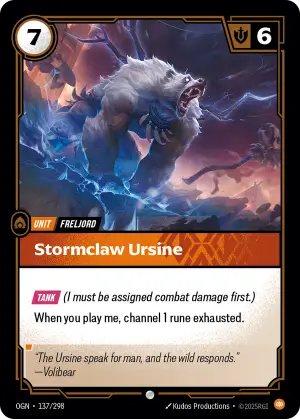 7
6
UNIT FRELJORD
Stormclaw Ursine
TANK (I must be assigned combat damage first.)
When you play me, channel 1 rune exhausted.
"The Ursine speak for man, and the wild responds."
—Volibear
OGN • 137/298
Kudos Productions
©2025RGI